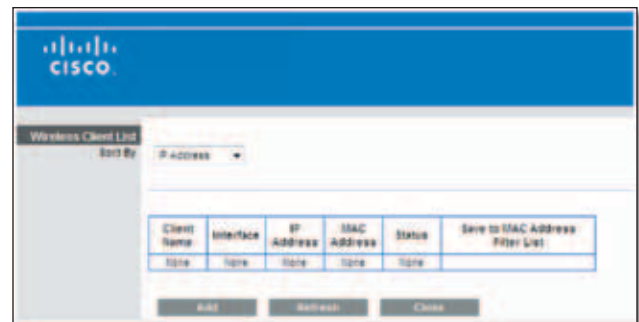 CISCO.
Wireless Client List
Sort By
IP Address
Client Name
Interface
IP Address
MAC Address
Status
Save to MAC Address Filter List
None
None
None
None
None
Add
Refresh
Close